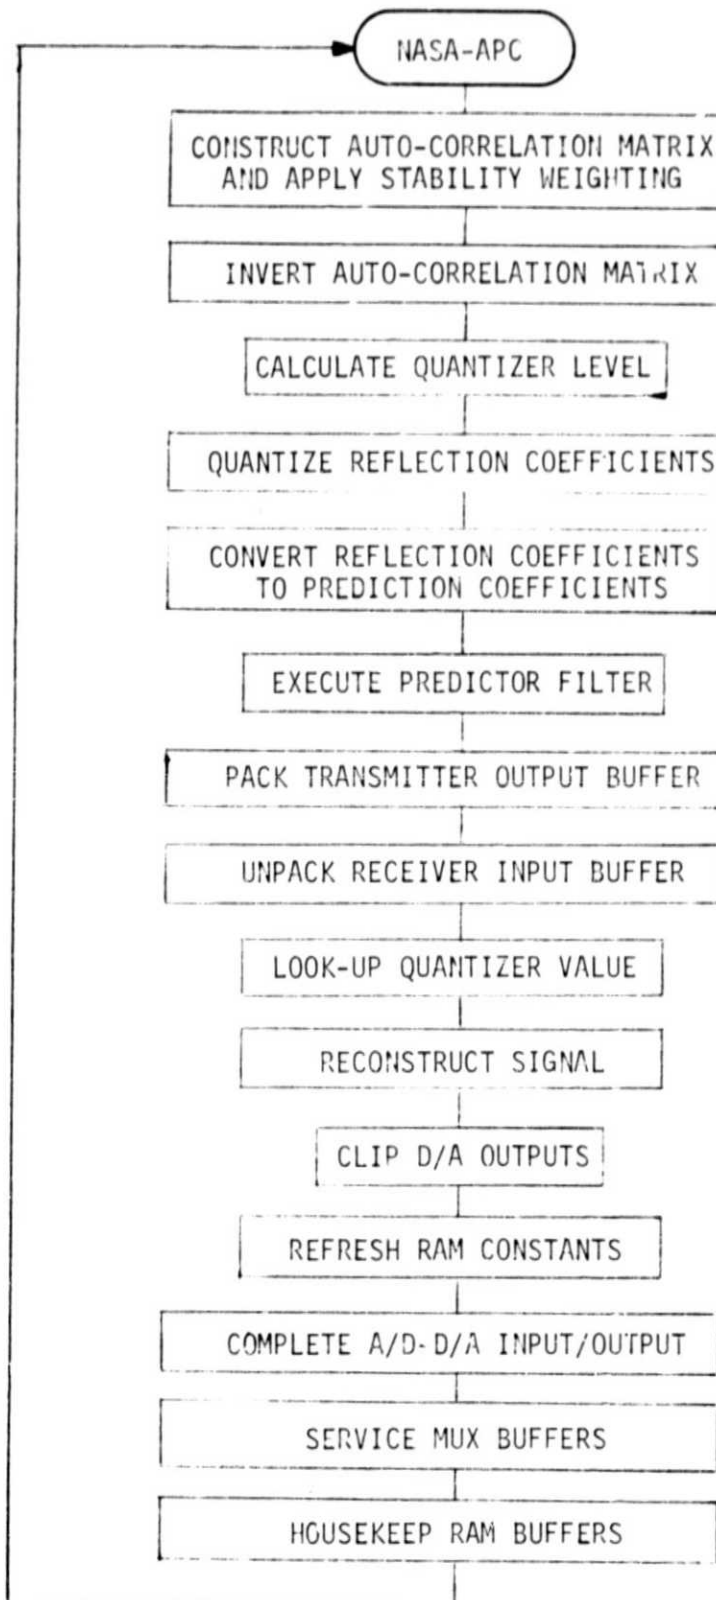 NASA-APC
CONSTRUCT AUTO-CORRELATION MATRIX
AND APPLY STABILITY WEIGHTING
INVERT AUTO-CORRELATION MATRIX
CALCULATE QUANTIZER LEVEL
QUANTIZE REFLECTION COEFFICIENTS
CONVERT REFLECTION COEFFICIENTS
TO PREDICTION COEFFICIENTS
EXECUTE PREDICTOR FILTER
PACK TRANSMITTER OUTPUT BUFFER
UNPACK RECEIVER INPUT BUFFER
LOOK-UP QUANTIZER VALUE
RECONSTRUCT SIGNAL
CLIP D/A OUTPUTS
REFRESH RAM CONSTANTS
COMPLETE A/D-D/A INPUT/OUTPUT
SERVICE MUX BUFFERS
HOUSEKEEP RAM BUFFERS